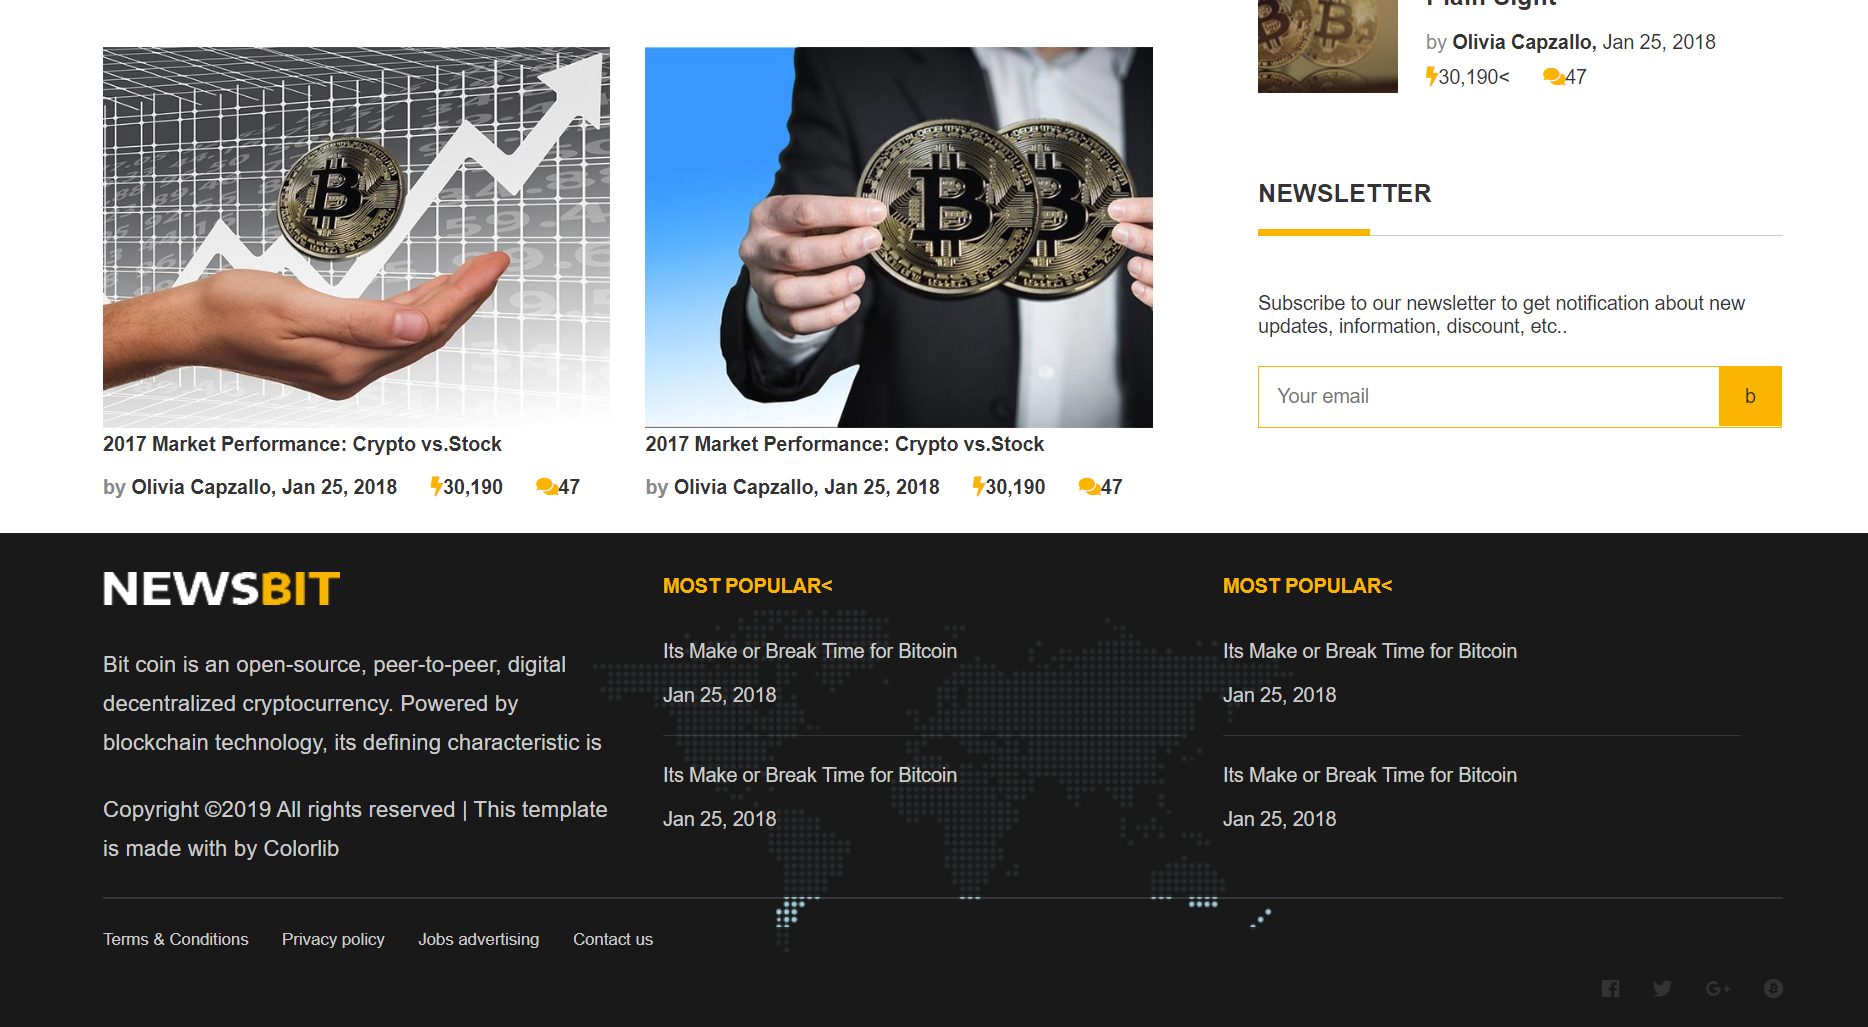 by Olivia Capzallo, Jan 25, 2018
30,190< 47
2017 Market Performance: Crypto vs.Stock
by Olivia Capzallo, Jan 25, 2018 30,190 47
2017 Market Performance: Crypto vs.Stock
by Olivia Capzallo, Jan 25, 2018 30,190 47
NEWSLETTER
Subscribe to our newsletter to get notification about new
updates, information, discount, etc..
Your email b
NEWSBIT
Bit coin is an open-source, peer-to-peer, digital
decentralized cryptocurrency. Powered by
blockchain technology, its defining characteristic is
Copyright ©2019 All rights reserved | This template
is made with by Colorlib
MOST POPULAR<
Its Make or Break Time for Bitcoin
Jan 25, 2018
Its Make or Break Time for Bitcoin
Jan 25, 2018
MOST POPULAR<
Its Make or Break Time for Bitcoin
Jan 25, 2018
Its Make or Break Time for Bitcoin
Jan 25, 2018
Terms & Conditions Privacy policy Jobs advertising Contact us